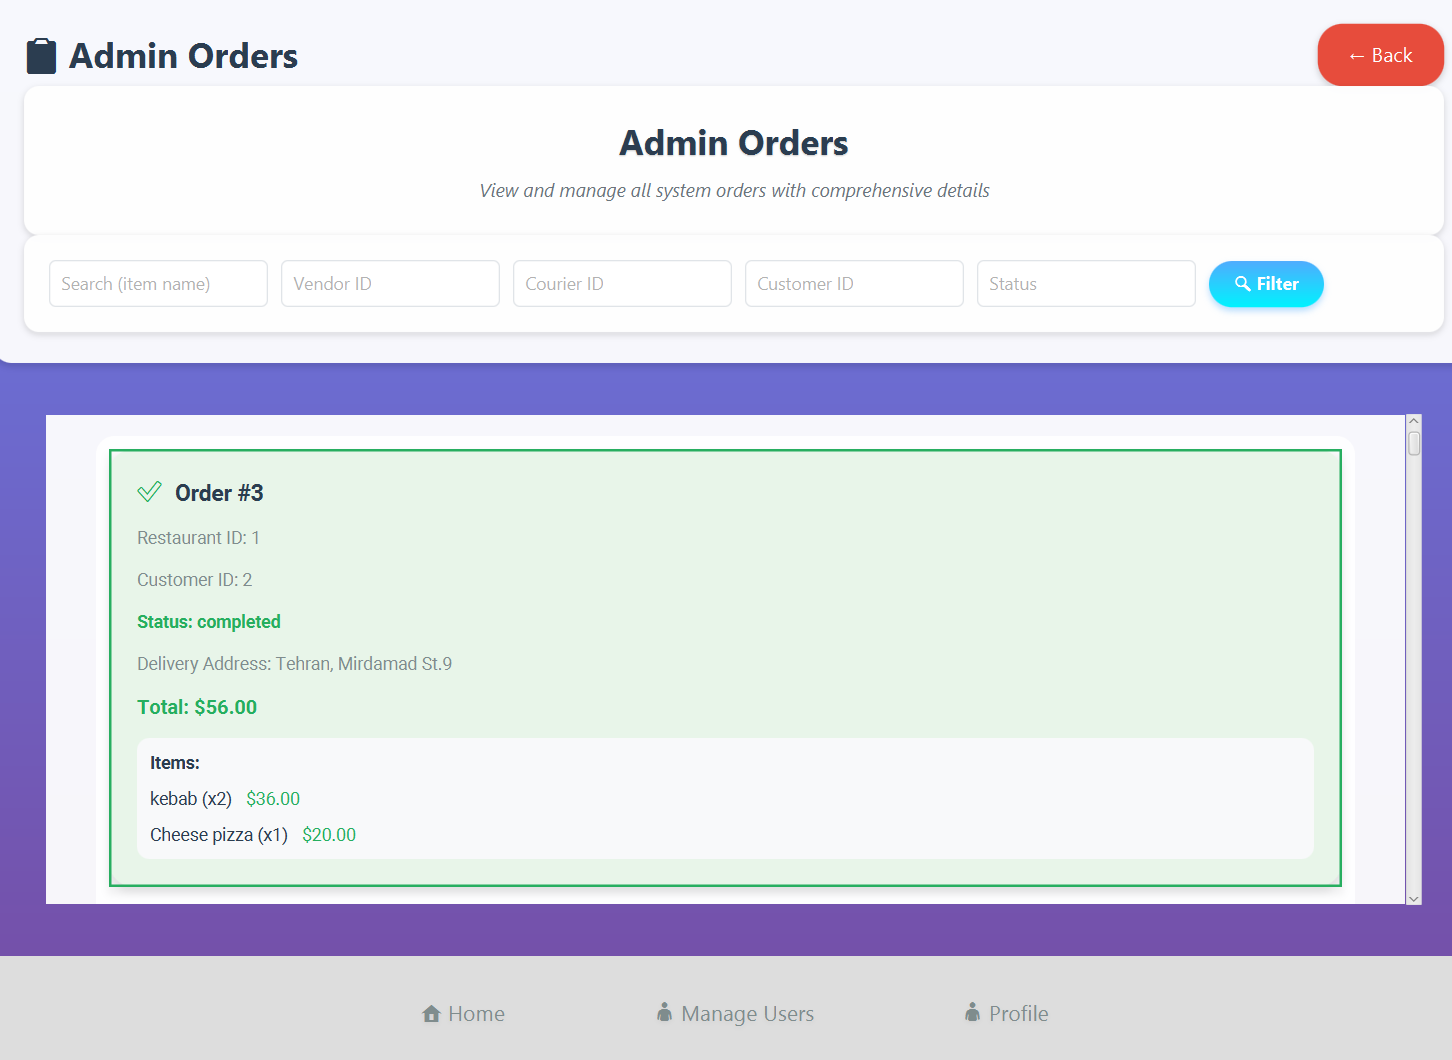 Admin Orders
← Back
Admin Orders
View and manage all system orders with comprehensive details
Search (item name) Vendor ID Courier ID Customer ID Status Filter
Order #3
Restaurant ID: 1
Customer ID: 2
Status: completed
Delivery Address: Tehran, Mirdamad St.9
Total: $56.00
Items:
kebab (x2) $36.00
Cheese pizza (x1) $20.00
Home Manage Users Profile